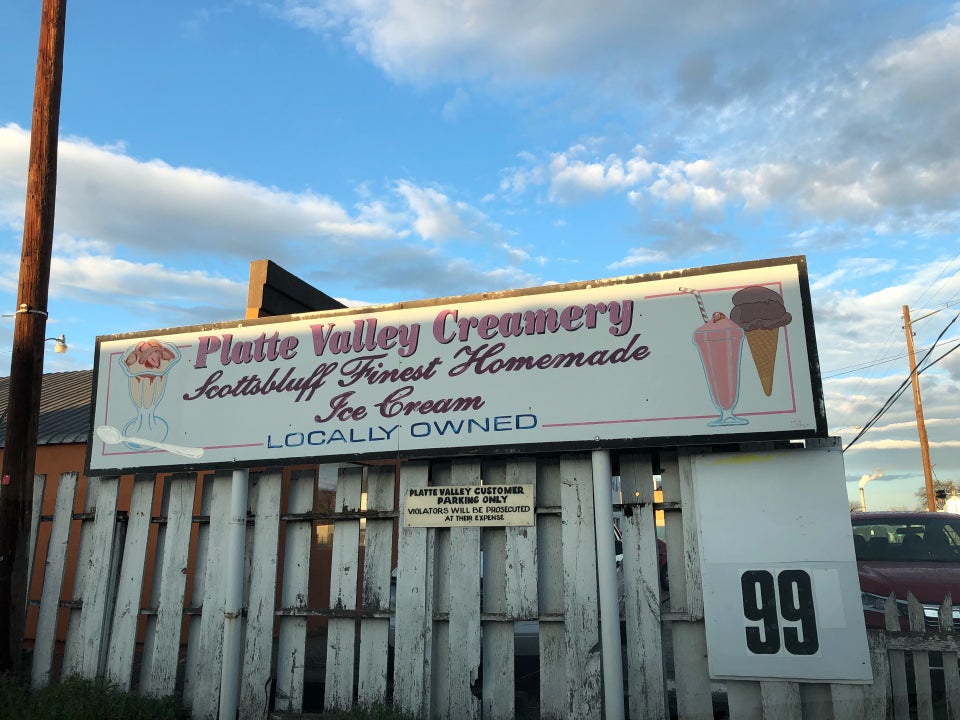 Platte Valley Creamery
Scottsbluff Finest Homemade
Ice Cream
LOCALLY OWNED
PLATTE VALLEY CUSTOMER
PARKING ONLY
VIOLATORS WILL BE PROSECUTED
AT THEIR EXPENSE
99